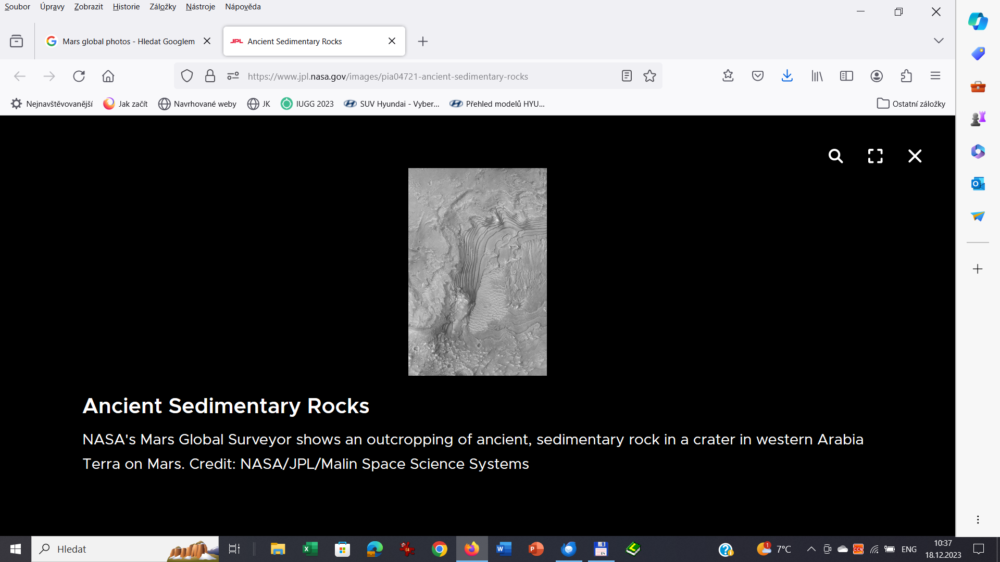 Soubor Úpravy Zobrazit Historie Záložky Nástroje Nápověda
Mars global photos - Hledat Googlem
JPL Ancient Sedimentary Rocks
https://www.jpl.nasa.gov/images/pia04721-ancient-sedimentary-rocks
Nejnavštěvovanější Jak začít Navrhované weby JK IUGG 2023 SUV Hyundai - Vyber... Přehled modelů HYU... Ostatní záložky
Ancient Sedimentary Rocks
NASA's Mars Global Surveyor shows an outcropping of ancient, sedimentary rock in a crater in western Arabia
Terra on Mars. Credit: NASA/JPL/Malin Space Science Systems
Hledat
1 7°C
ENG
10:37
18.12.2023